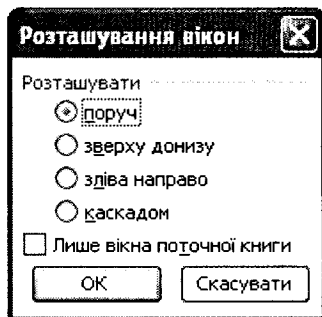 Розташування вікон
Розташувати
поруч
зверху донизу
зліва направо
каскадом
Лише вікна поточної книги
ОК
Скасувати